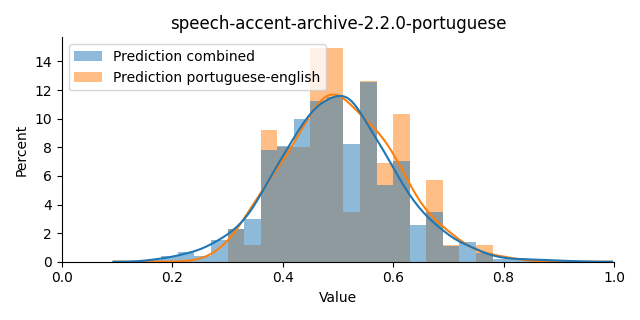 speech-accent-archive-2.2.0-portuguese
Prediction combined
Prediction portuguese-english
Percent
14
12
10
8
6
4
2
0
0.0 0.2 0.4 0.6 0.8 1.0
Value